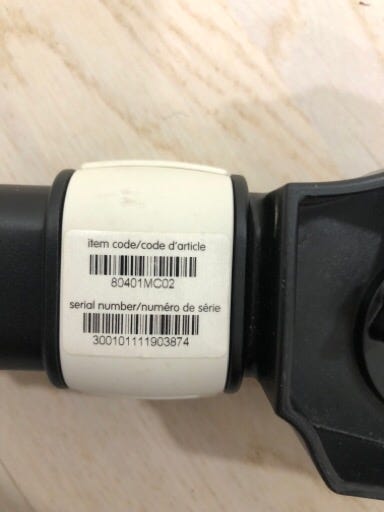 item code/code d'article
80401MC02
serial number/numéro de série
300101111903874